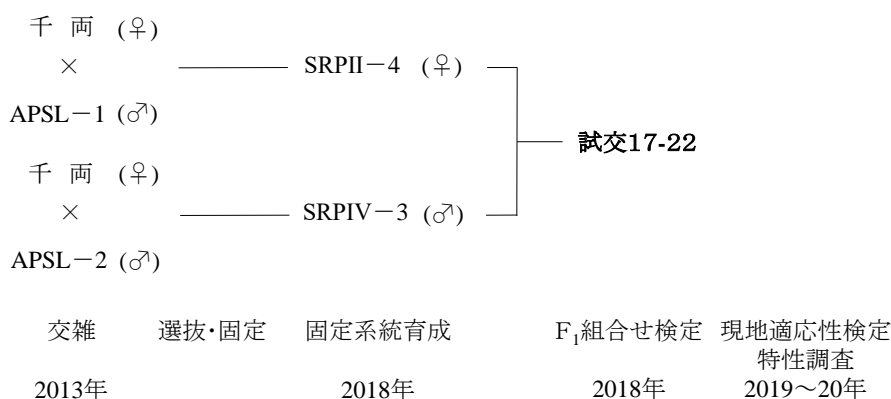 千 両 (♀)
×
APSL－1 (♂)
SRPII－4 (♀)
試交17-22
千 両 (♀)
×
APSL－2 (♂)
SRPIV－3 (♂)
交雑 選抜・固定 固定系統育成 F1組合せ検定 現地適応性検定
特性調査
2013年 2018年 2018年 2019～20年